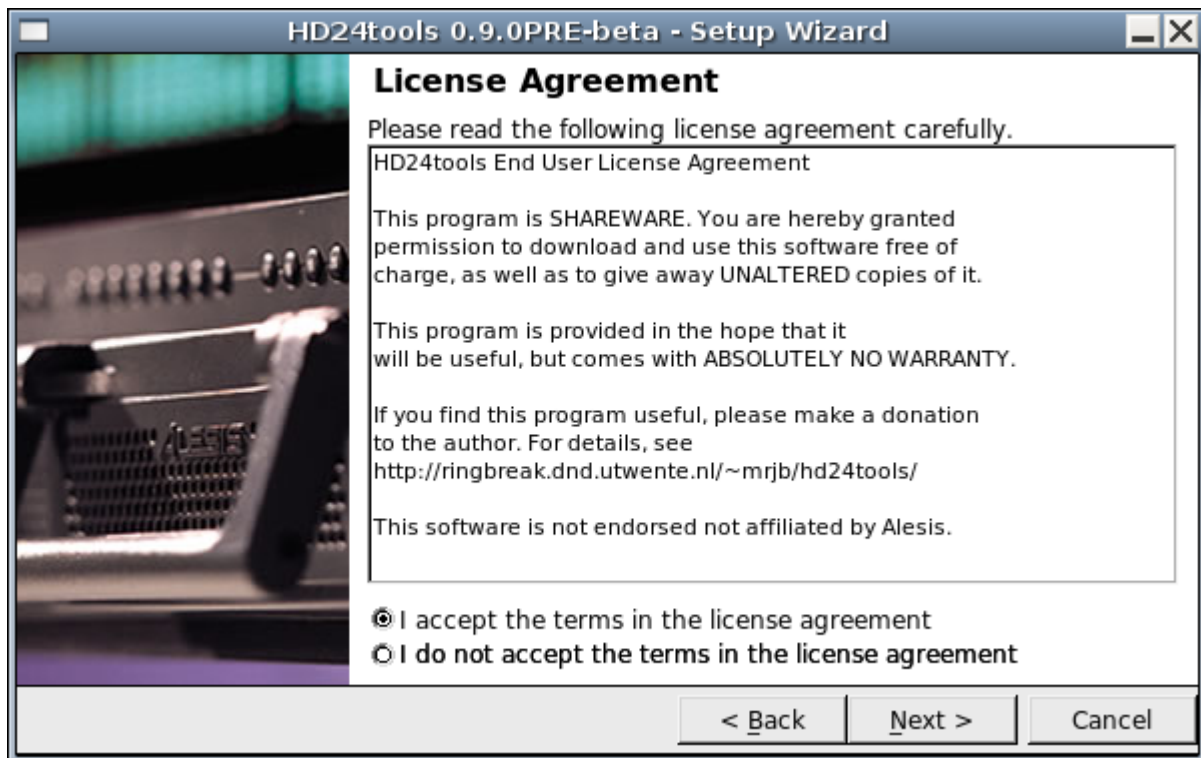 HD24tools 0.9.0PRE-beta - Setup Wizard
License Agreement
Please read the following license agreement carefully.
HD24tools End User License Agreement
This program is SHAREWARE. You are hereby granted
permission to download and use this software free of
charge, as well as to give away UNALTERED copies of it.
This program is provided in the hope that it
will be useful, but comes with ABSOLUTELY NO WARRANTY.
If you find this program useful, please make a donation
to the author. For details, see
http://ringbreak.dnd.utwente.nl/~mrjb/hd24tools/
This software is not endorsed not affiliated by Alesis.
ALESIS
I accept the terms in the license agreement
I do not accept the terms in the license agreement
< Back
Next >
Cancel